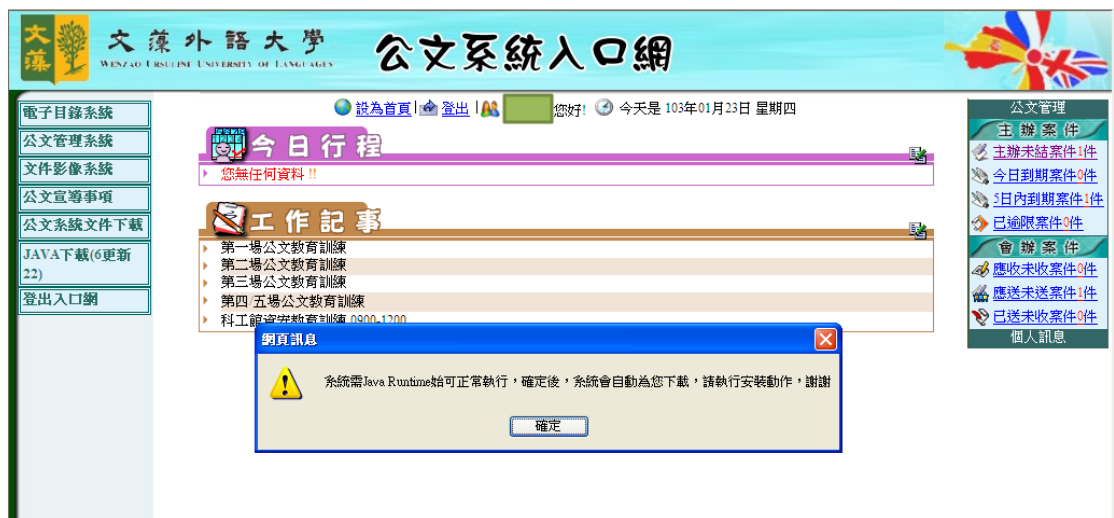 文藻
文藻外語大學
WENZAO URSULINE UNIVERSITY OF LANGUAGES
公文系統入口網
設為首頁 | 登出 | 您好! 今天是 103年01月23日 星期四
電子目錄系統
公文管理系統
文件影像系統
公文宣導事項
公文系統文件下載
JAVA下載(6更新
22)
登出入口網
今日行程
您無任何資料 !!
工作記事
第一場公文教育訓練
第二場公文教育訓練
第三場公文教育訓練
第四/五場公文教育訓練
科工館資安教育訓練 0900-1200
網頁訊息
系統需Java Runtime始可正常執行，確定後，系統會自動為您下載，請執行安裝動作，謝謝
確定
公文管理
主辦案件
主辦未結案件1件
今日到期案件0件
5日內到期案件1件
已逾限案件0件
會辦案件
應收未收案件0件
應送未送案件1件
已送未收案件0件
個人訊息